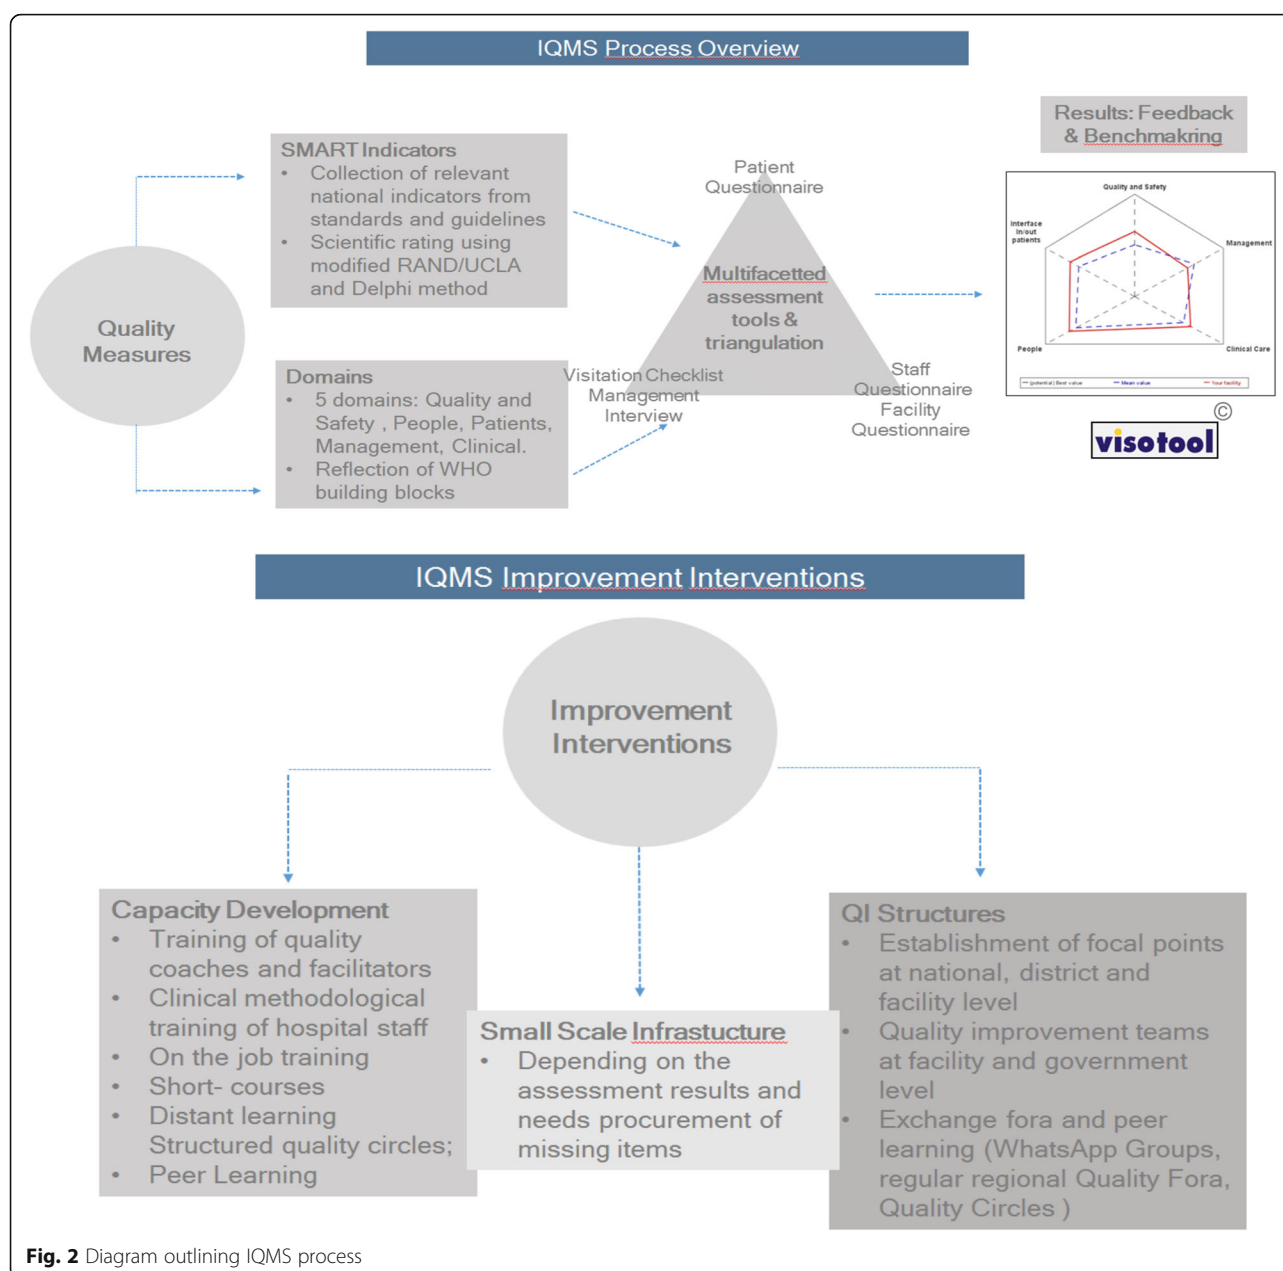 IQMS Process Overview
Quality
Measures
SMART Indicators
• Collection of relevant
national indicators from
standards and guidelines
• Scientific rating using
modified RAND/UCLA
and Delphi method
Domains
• 5 domains: Quality and
Safety , People, Patients,
Management, Clinical.
• Reflection of WHO
building blocks
Patient
Questionnaire
Multifacetted
assessment
tools &
triangulation
Visitation Checklist
Management
Interview
Staff
Questionnaire
Facility
Questionnaire
Results: Feedback
& Benchmakring
Quality and Safety
Interface
In/out
patients
Management
People
Clinical Care
(potential) Best value
Mean value
Your facility
©
visotool
IQMS Improvement Interventions
Improvement
Interventions
Capacity Development
• Training of quality
coaches and facilitators
• Clinical methodological
training of hospital staff
• On the job training
• Short- courses
• Distant learning
Structured quality circles;
• Peer Learning
Small Scale Infrastucture
• Depending on the
assessment results and
needs procurement of
missing items
QI Structures
• Establishment of focal points
at national, district and
facility level
• Quality improvement teams
at facility and government
level
• Exchange fora and peer
learning (WhatsApp Groups,
regular regional Quality Fora,
Quality Circles )
Fig. 2 Diagram outlining IQMS process